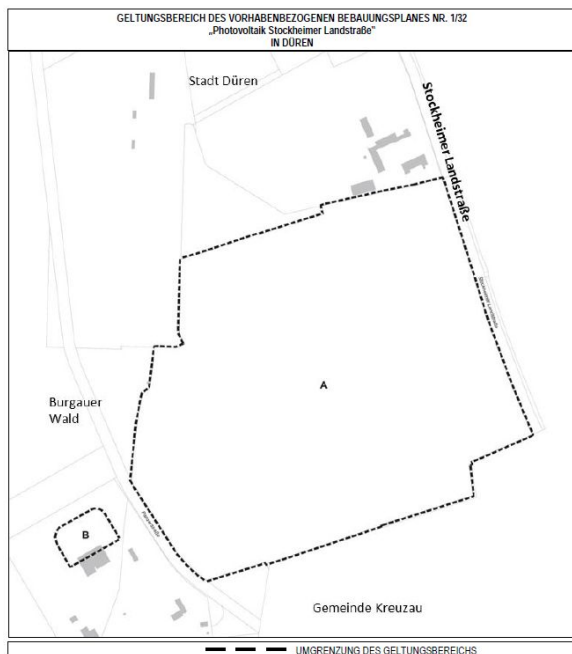 GELTUNGSBEREICH DES VORHABENBEZOGENEN BEBAUUNGSPLANES NR. 1/32
„Photovoltaik Stockheimer Landstraße“
IN DÜREN
Stadt Düren
Stockheimer Landstraße
A
Burgauer
Wald
B
Gemeinde Kreuzau
UMGRENZUNG DES GELTUNGSBEREICHS